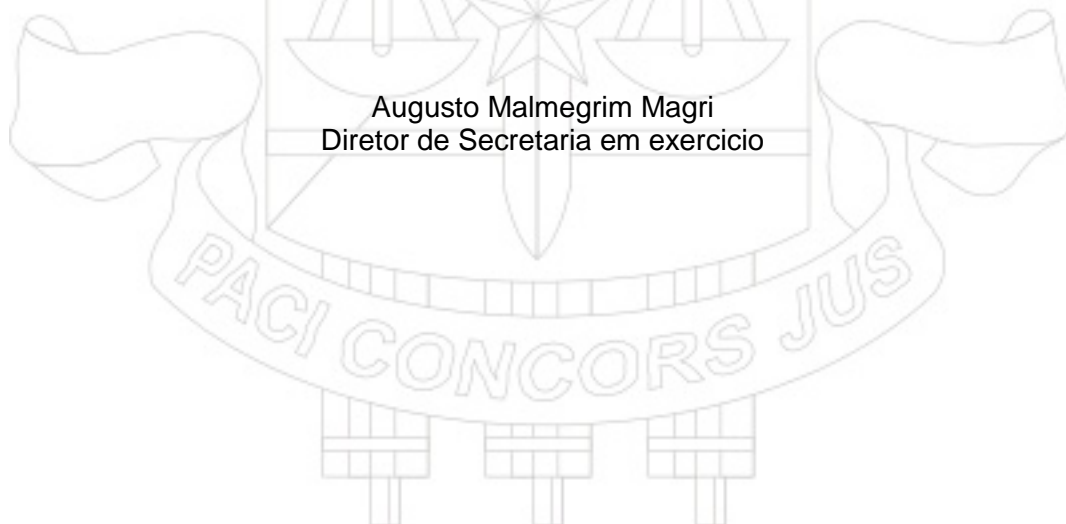 Augusto Malmegrim Magri
Diretor de Secretaria em exercicio
PACI CONCORS JUS